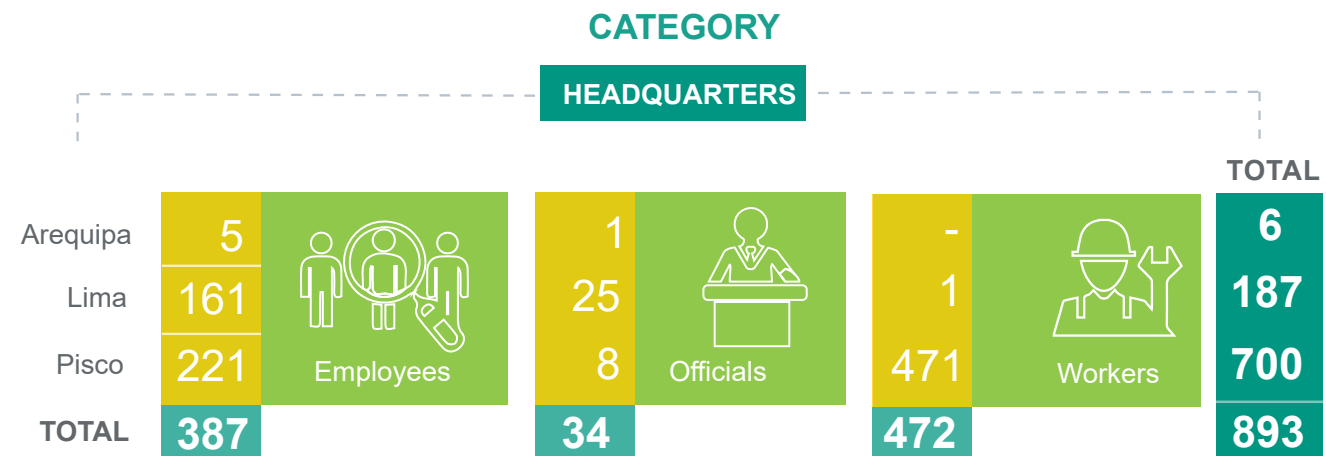 CATEGORY
HEADQUARTERS
TOTAL
Arequipa 5 1 - 6
Lima 161 25 1 187
Pisco 221 Employees 8 Officials 471 Workers 700
TOTAL 387 34 472 893